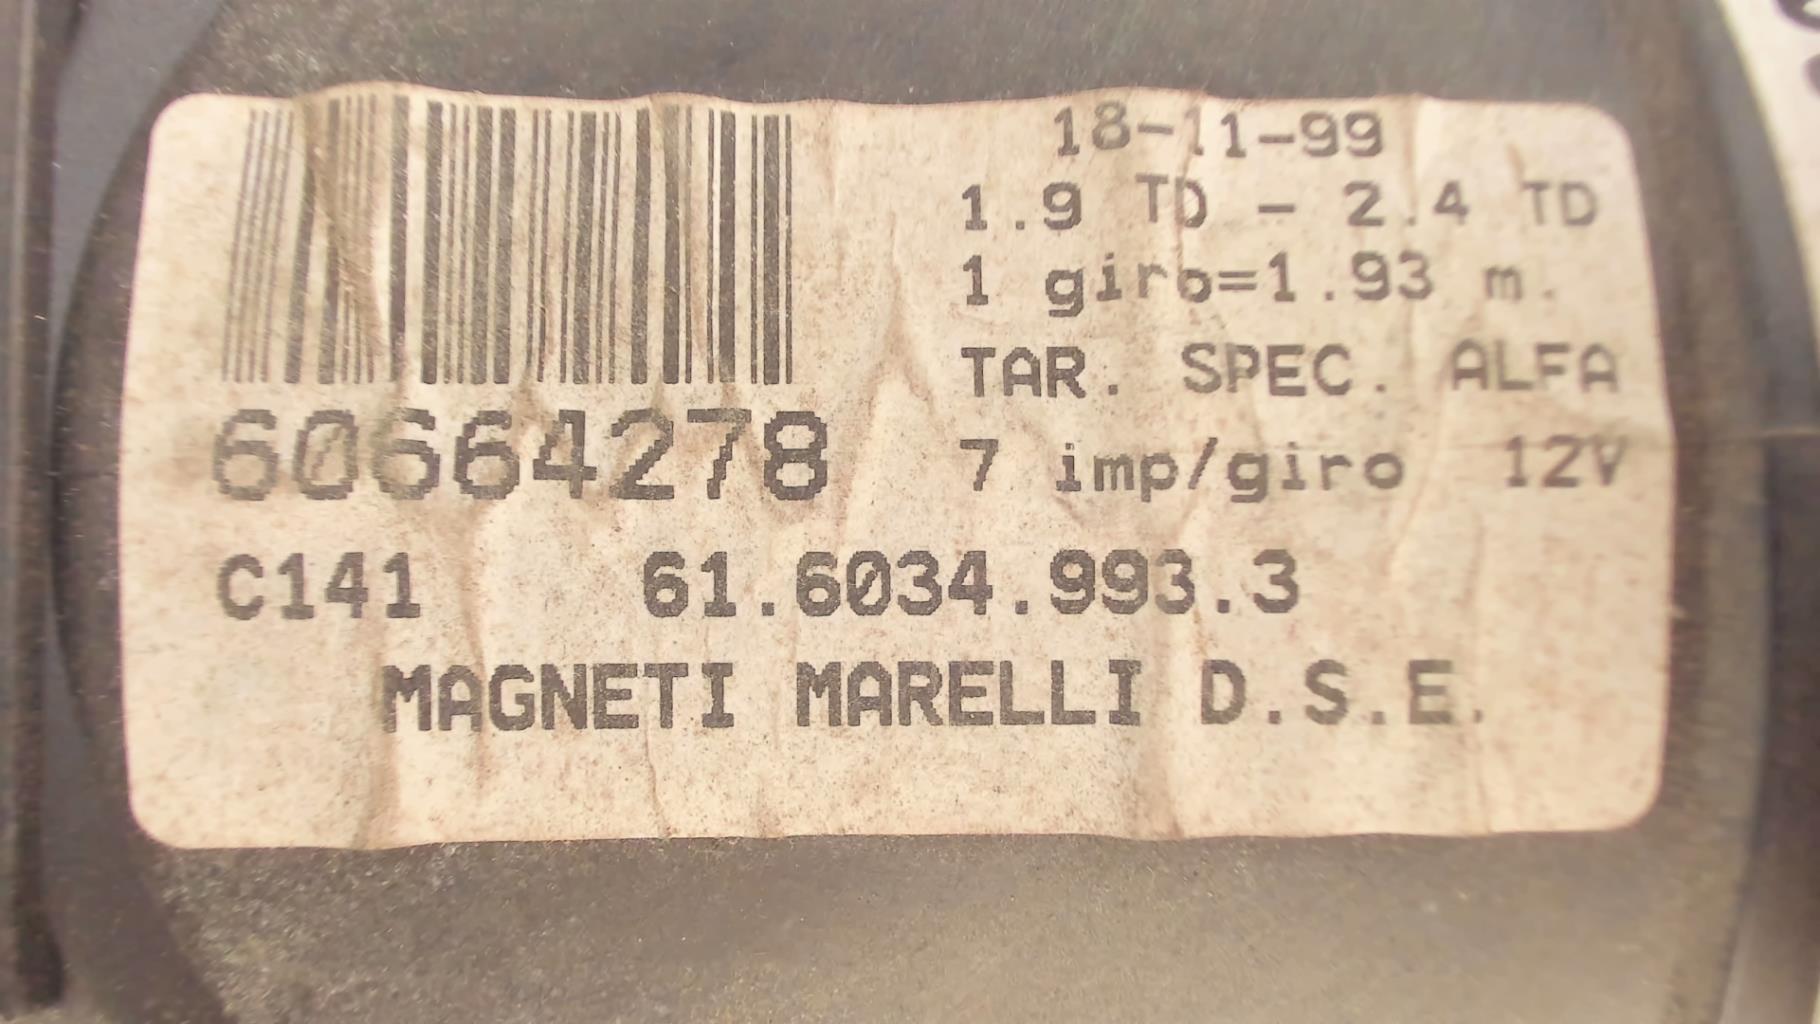 18-11-99
1.9 TD - 2.4 TD
1 giro=1.93 m.
TAR. SPEC. ALFA
60664278 7 imp/giro 12V
C141 61.6034.993.3
MAGNETI MARELLI D.S.E.